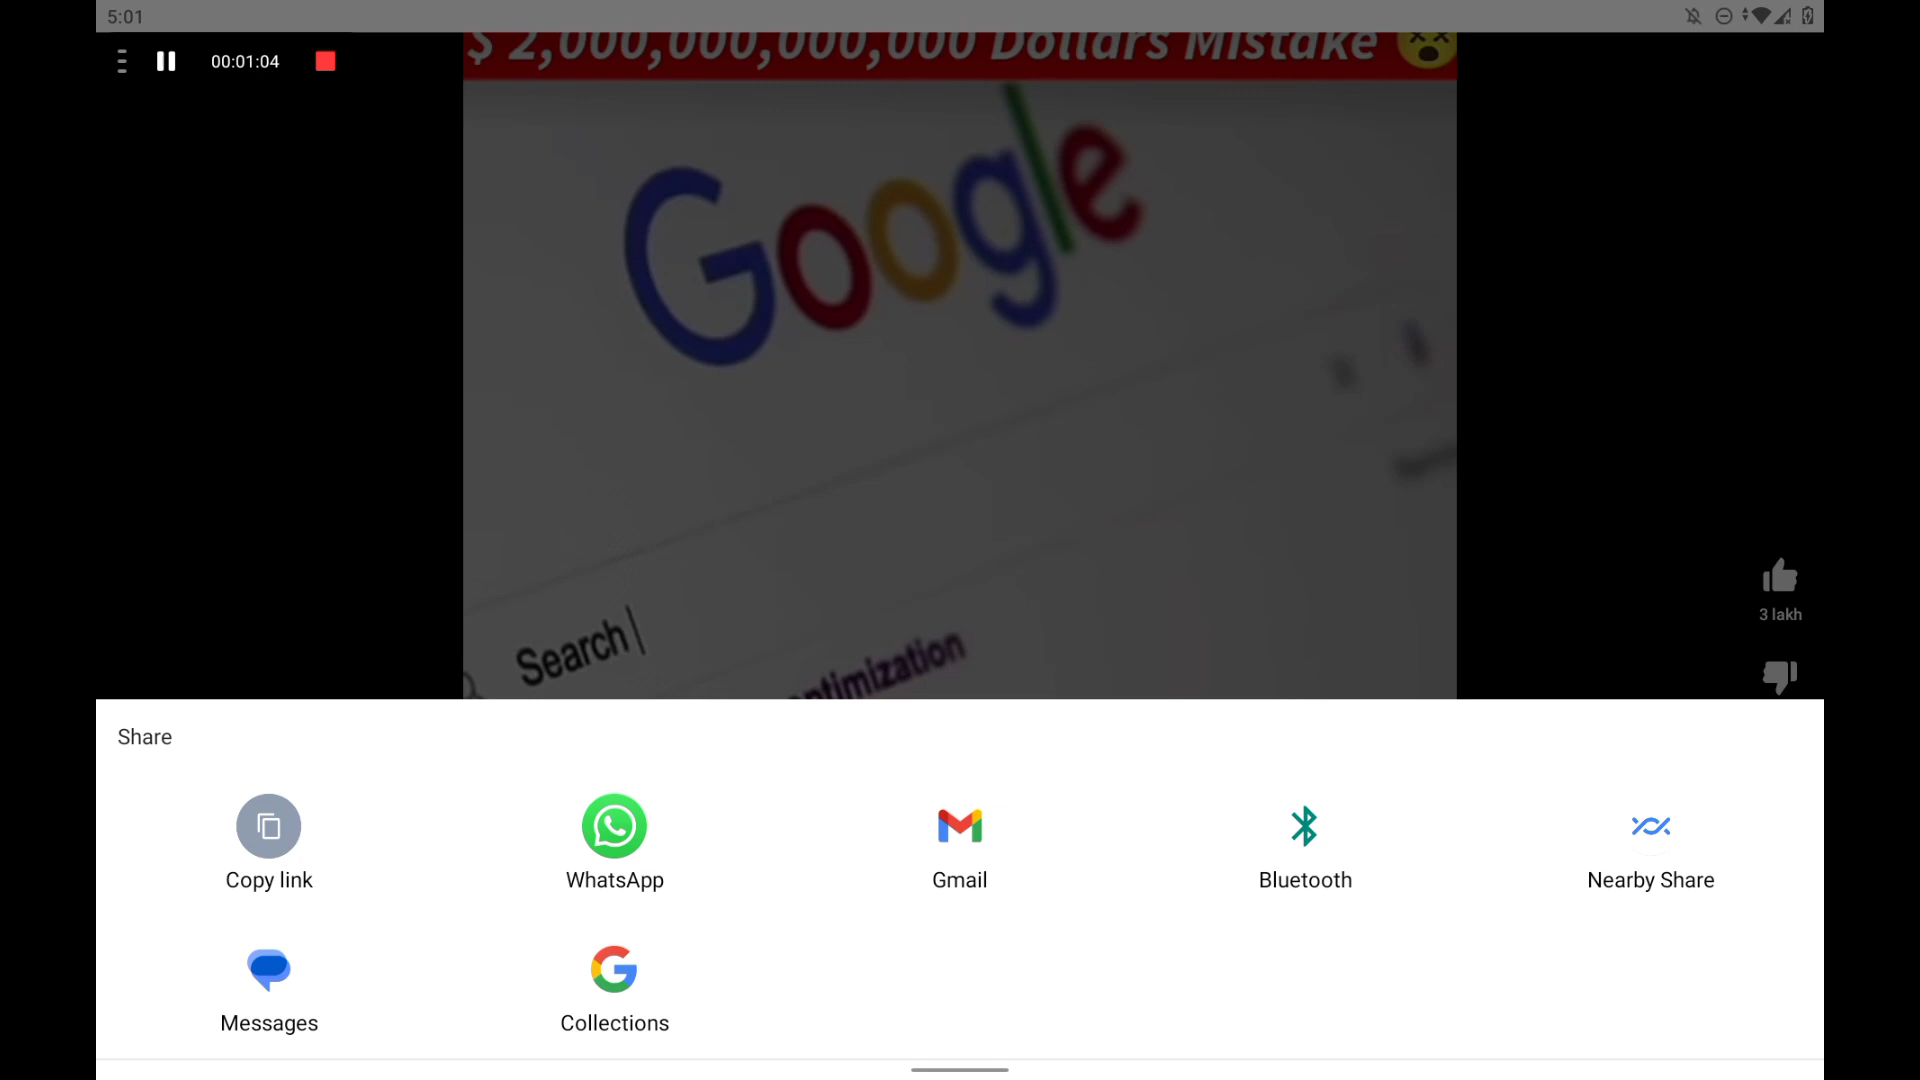 5:01
00:01:04
$ 2,000,000,000,000 Dollars Mistake
Google
Search
optimization
3 lakh
Share
Copy link
WhatsApp
Gmail
Bluetooth
Nearby Share
Messages
Collections